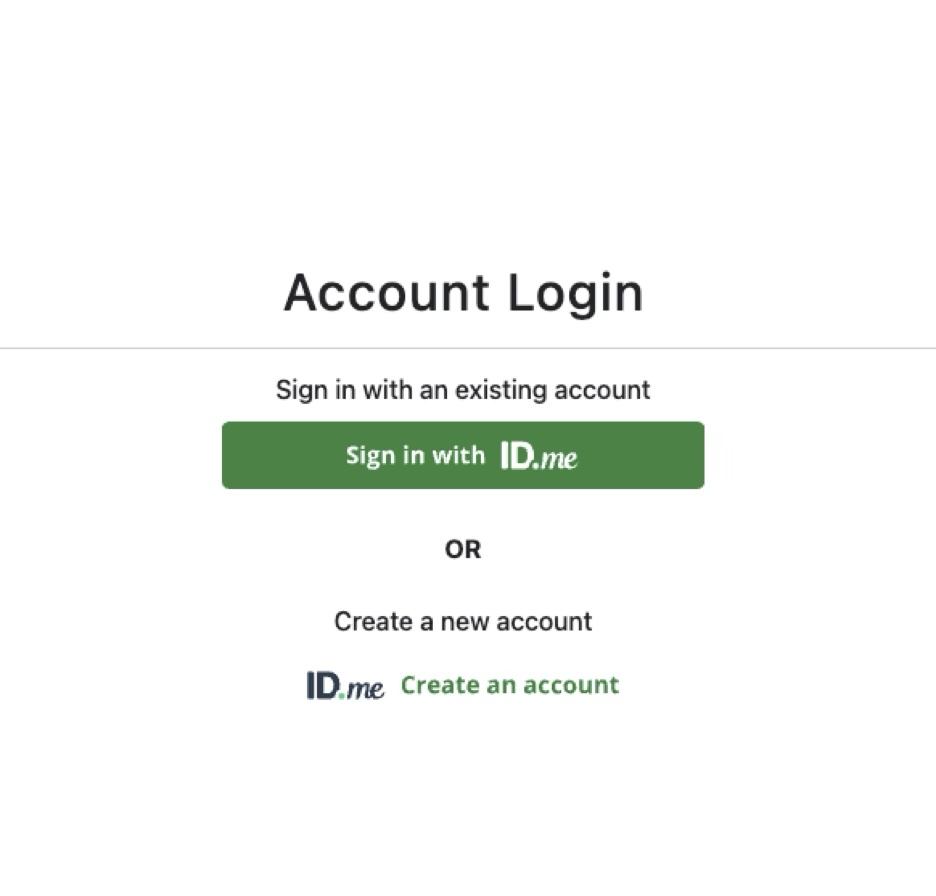 Account Login
Sign in with an existing account
Sign in with ID.me
OR
Create a new account
ID.me Create an account